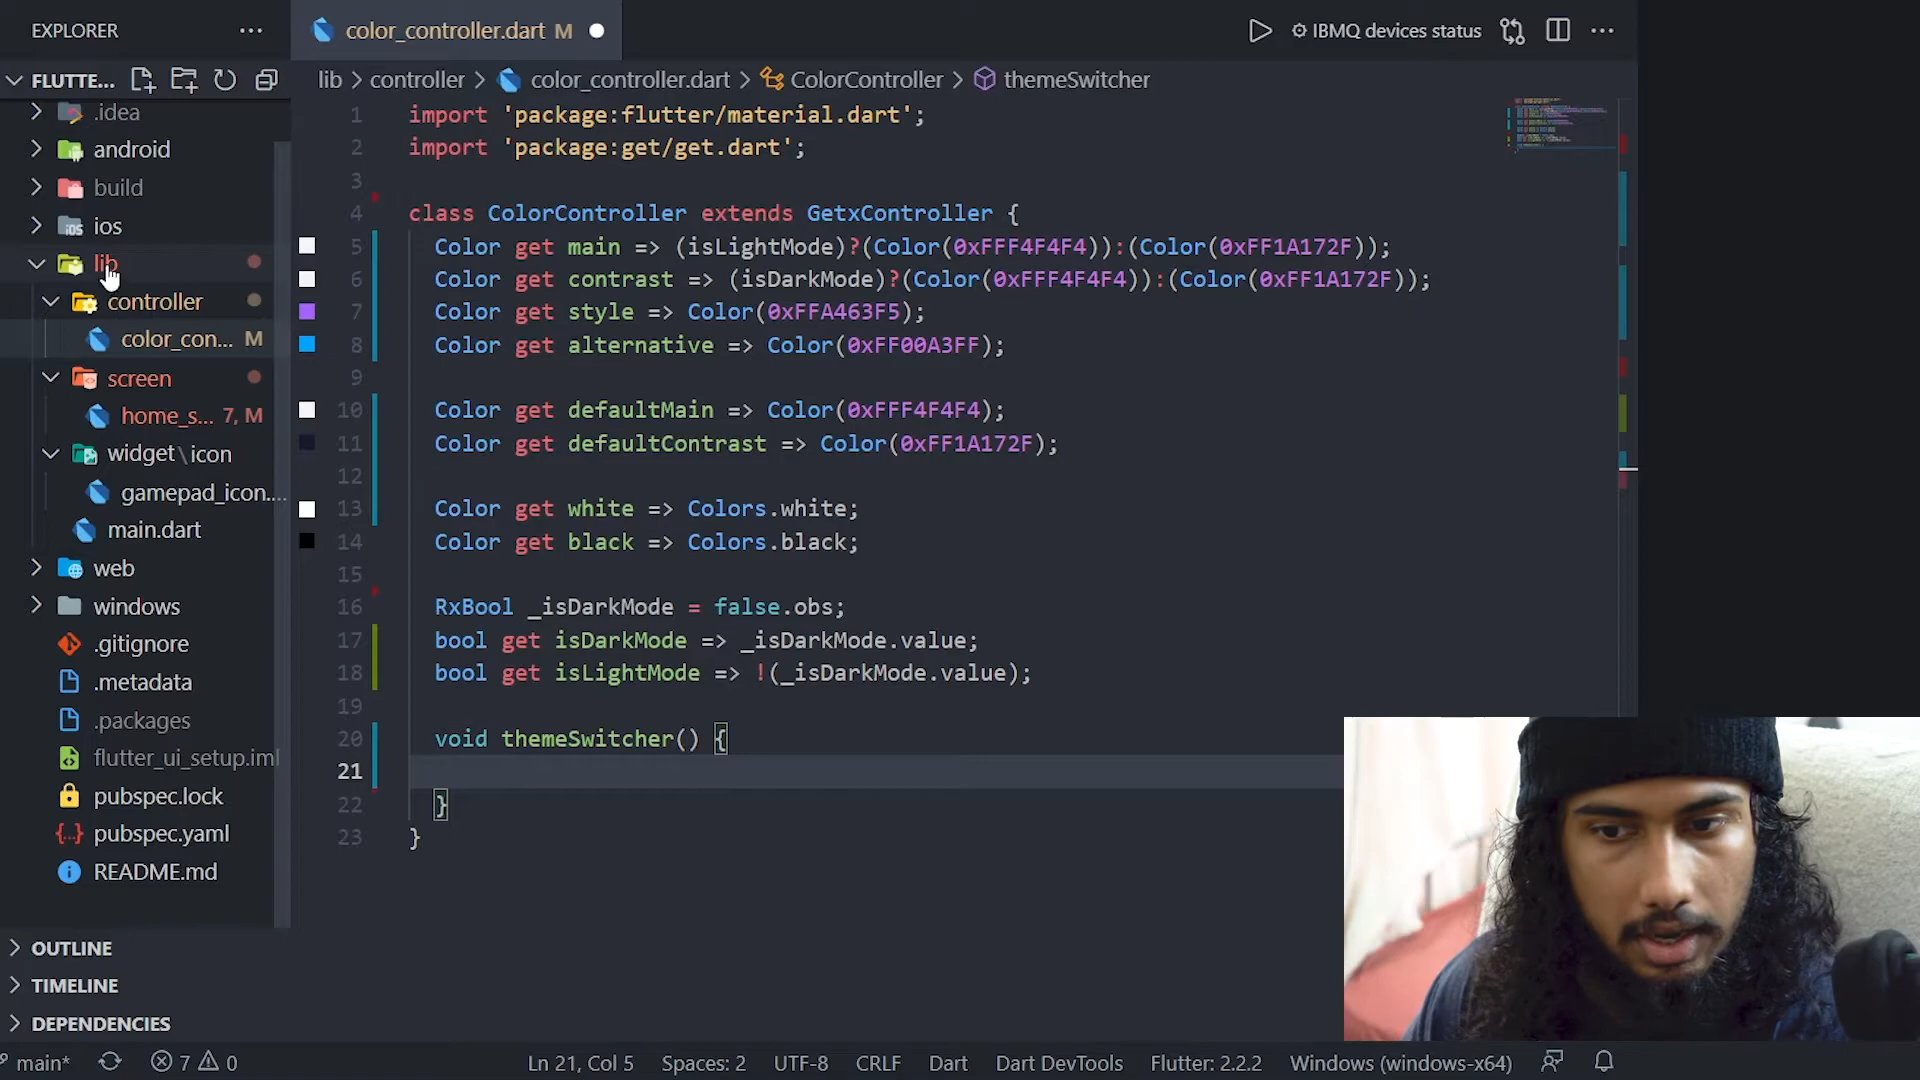 EXPLORER
FLUTTE...
.idea
android
build
ios
lib
controller
color_con... M
screen
home_s... 7, M
widget\icon
gamepad_icon....
main.dart
web
windows
.gitignore
.metadata
.packages
flutter_ui_setup.iml
pubspec.lock
pubspec.yaml
README.md
OUTLINE
TIMELINE
DEPENDENCIES
color_controller.dart M
IBMQ devices status
lib > controller > color_controller.dart > ColorController > themeSwitcher
1 import 'package:flutter/material.dart';
2 import 'package:get/get.dart';
3
4 class ColorController extends GetxController {
5 Color get main => (isLightMode)?(Color(0xFFF4F4F4)):(Color(0xFF1A172F));
6 Color get contrast => (isDarkMode)?(Color(0xFFF4F4F4)):(Color(0xFF1A172F));
7 Color get style => Color(0xFFA463F5);
8 Color get alternative => Color(0xFF00A3FF);
9
10 Color get defaultMain => Color(0xFFF4F4F4);
11 Color get defaultContrast => Color(0xFF1A172F);
12
13 Color get white => Colors.white;
14 Color get black => Colors.black;
15
16 RxBool _isDarkMode = false.obs;
17 bool get isDarkMode => _isDarkMode.value;
18 bool get isLightMode => !(_isDarkMode.value);
19
20 void themeSwitcher() {
21
22 }
23 }
main* 7 0 Ln 21, Col 5 Spaces: 2 UTF-8 CRLF Dart Dart DevTools Flutter: 2.2.2 Windows (windows-x64)